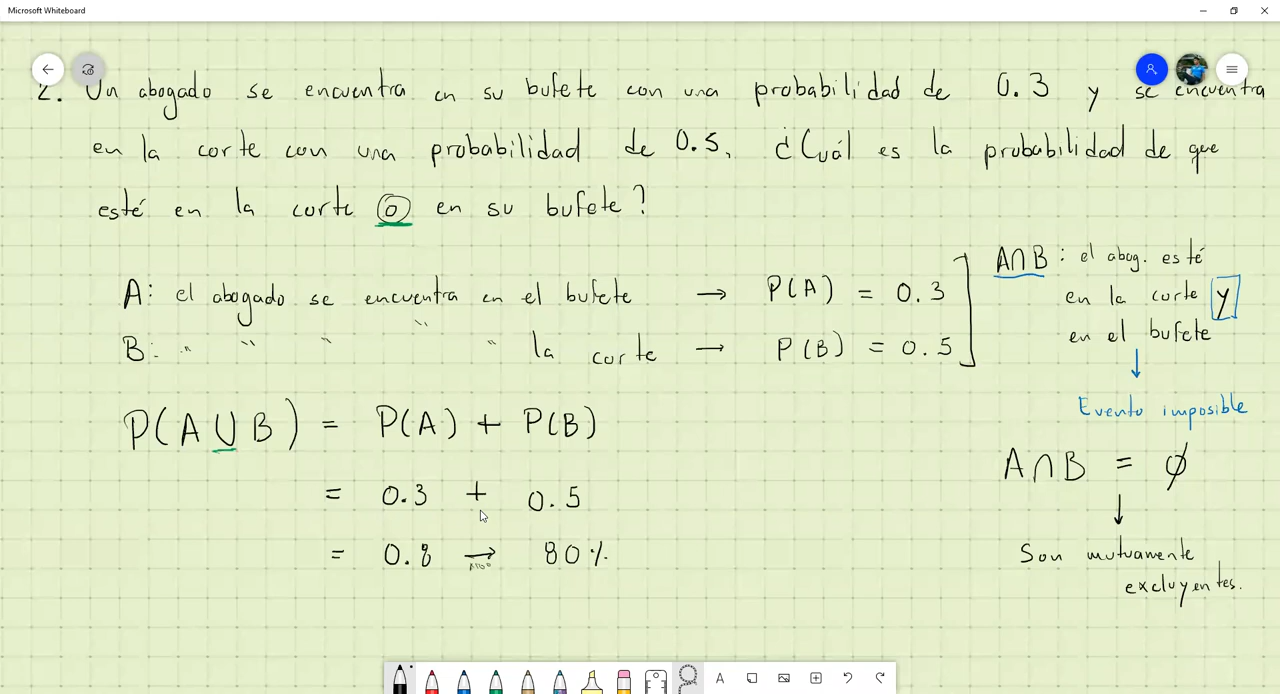 Microsoft Whiteboard
2. Un abogado se encuentra en su bufete con una probabilidad de 0.3 y se encuentra
en la corte con una probabilidad de 0.5, ¿Cuál es la probabilidad de que
esté en la corte o en su bufete?
A: el abogado se encuentra en el bufete → P(A) = 0.3
B: " " " " " la corte → P(B) = 0.5
A∩B : el abog. esté
en la corte y
en el bufete
↓
Evento imposible
A∩B = ∅
↓
Son mutuamente
excluyentes.
P(A∪B) = P(A) + P(B)
= 0.3 + 0.5
= 0.8 → 80%
x100
A